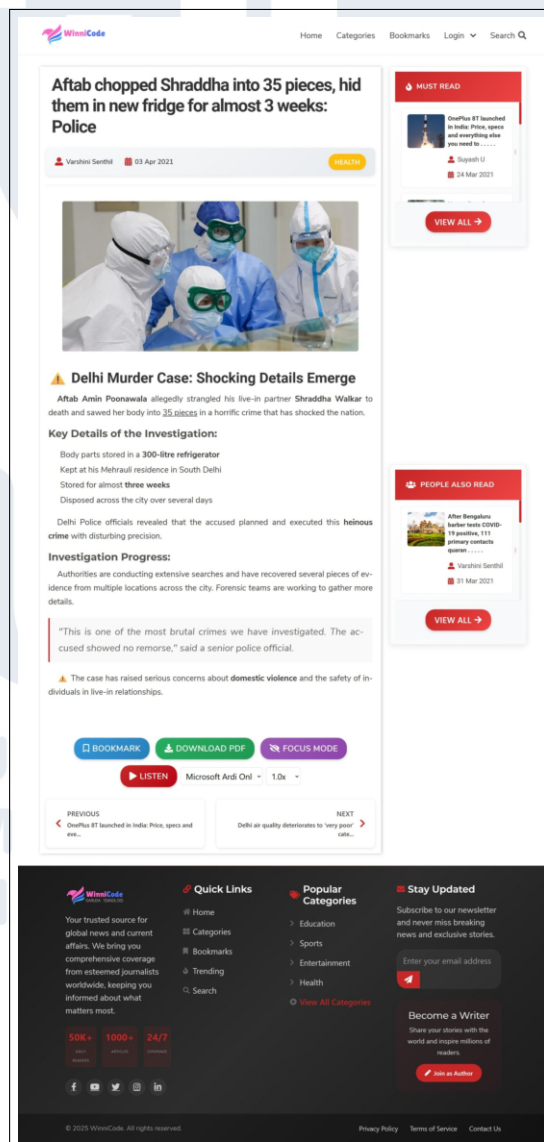 WinniCode
Home Categories Bookmarks Login Search
Aftab chopped Shraddha into 35 pieces, hid
them in new fridge for almost 3 weeks:
Police
Varshini Senthil 03 Apr 2021 HEALTH
Delhi Murder Case: Shocking Details Emerge
Aftab Amin Poonawala allegedly strangled his live-in partner Shraddha Walkar to
death and sawed her body into 35 pieces in a horrific crime that has shocked the nation.
Key Details of the Investigation:
Body parts stored in a 300-litre refrigerator
Kept at his Mehrauli residence in South Delhi
Stored for almost three weeks
Disposed across the city over several days
Delhi Police officials revealed that the accused planned and executed this heinous
crime with disturbing precision.
Investigation Progress:
Authorities are conducting extensive searches and have recovered several pieces of ev-
idence from multiple locations across the city. Forensic teams are working to gather more
details.
"This is one of the most brutal crimes we have investigated. The ac-
cused showed no remorse," said a senior police official.
The case has raised serious concerns about domestic violence and the safety of in-
dividuals in live-in relationships.
BOOKMARK DOWNLOAD PDF FOCUS MODE
LISTEN Microsoft Ardi Onl 1.0x
PREVIOUS
OnePlus 8T launched in India: Price, specs and
eve...
NEXT
Delhi air quality deteriorates to 'very poor'
cate...
MUST READ
OnePlus 8T launched
in India: Price, specs
and everything else
you need to . . . . .
Suyash U
24 Mar 2021
VIEW ALL
PEOPLE ALSO READ
After Bengaluru
barber tests COVID-
19 positive, 111
primary contacts
quaran . . . . .
Varshini Senthil
31 Mar 2021
VIEW ALL
WinniCode
Your trusted source for
global news and current
affairs. We bring you
comprehensive coverage
from esteemed journalists
worldwide, keeping you
informed about what
matters most.
50K+ 1000+ 24/7
Quick Links
Home
Categories
Bookmarks
Trending
Search
Popular
Categories
Education
Sports
Entertainment
Health
View All Categories
Stay Updated
Subscribe to our newsletter
and never miss breaking
news and exclusive stories.
Enter your email address
Become a Writer
Share your stories with the
world and inspire millions of
readers.
Join as Author
© 2025 WinniCode. All rights reserved.
Privacy Policy Terms of Service Contact Us